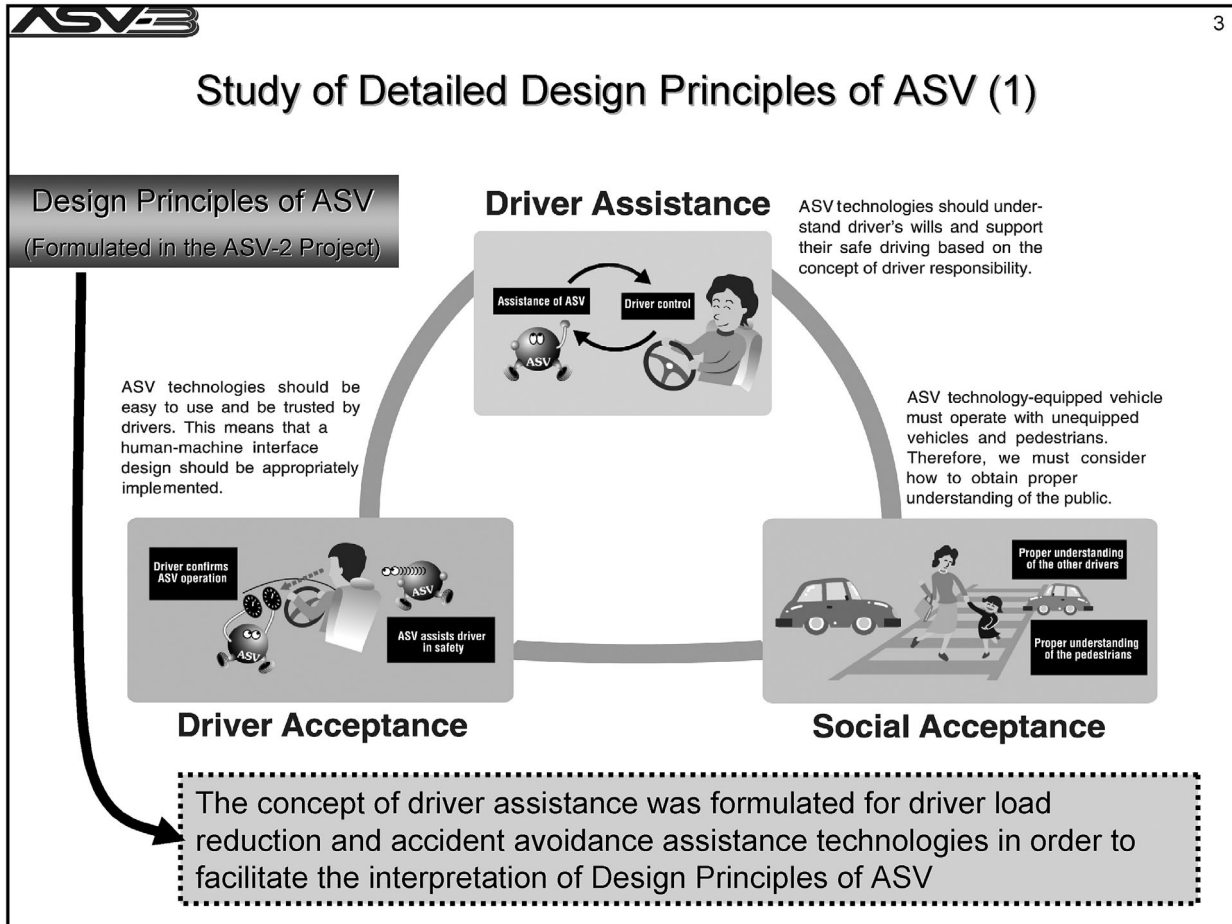 ASV-3
3
Study of Detailed Design Principles of ASV (1)
Design Principles of ASV
(Formulated in the ASV-2 Project)
Driver Assistance
ASV technologies should under-
stand driver's wills and support
their safe driving based on the
concept of driver responsibility.
Assistance of ASV
Driver control
ASV
ASV technologies should be
easy to use and be trusted by
drivers. This means that a
human-machine interface
design should be appropriately
implemented.
ASV technology-equipped vehicle
must operate with unequipped
vehicles and pedestrians.
Therefore, we must consider
how to obtain proper
understanding of the public.
Driver confirms
ASV operation
ASV
ASV
ASV assists driver
in safety
Driver Acceptance
Proper understanding
of the other drivers
Proper understanding
of the pedestrians
Social Acceptance
The concept of driver assistance was formulated for driver load
reduction and accident avoidance assistance technologies in order to
facilitate the interpretation of Design Principles of ASV